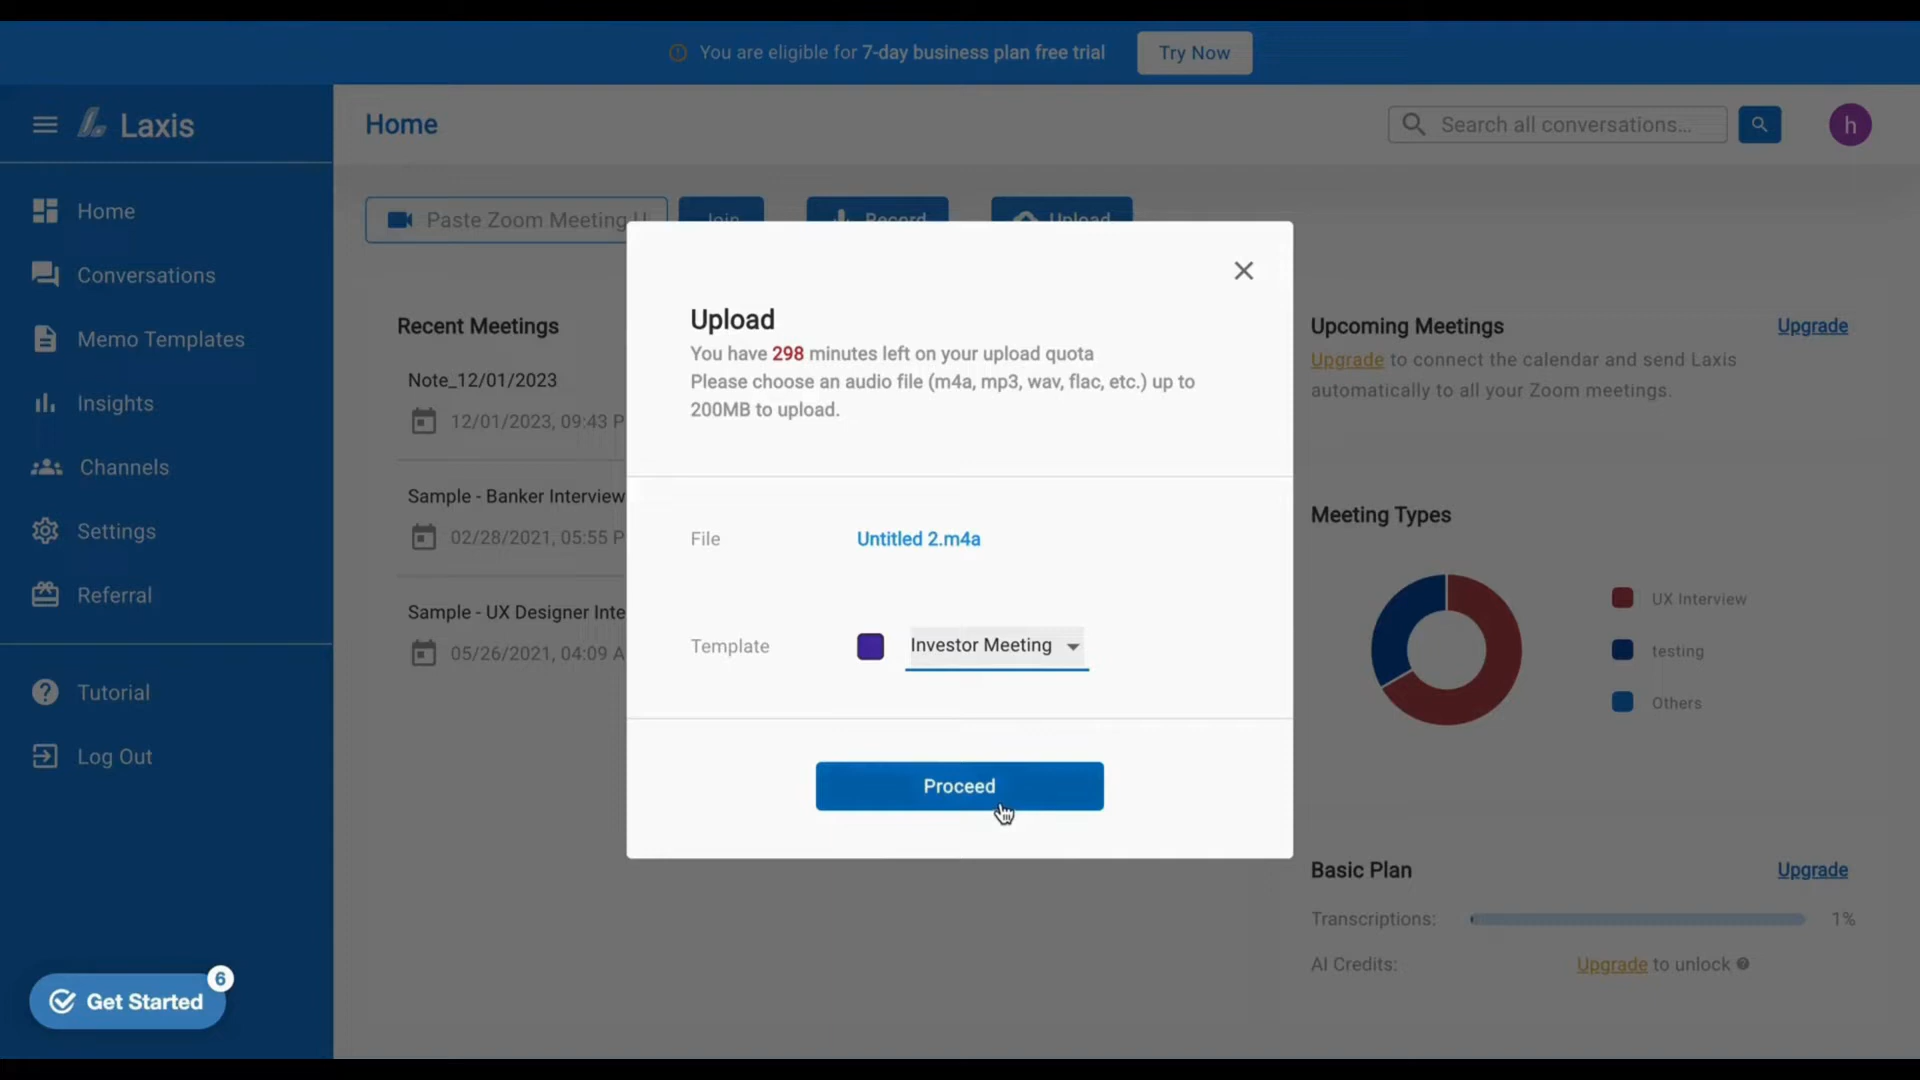 You are eligible for 7-day business plan free trial
Try Now
Laxis
Home
Search all conversations...
h
Home
Conversations
Memo Templates
Insights
Channels
Settings
Referral
Tutorial
Log Out
Get Started
6
Paste Zoom Meeting U
Join
Record
Upload
Recent Meetings
Note_12/01/2023
12/01/2023, 09:43 P
Sample - Banker Interview
02/28/2021, 05:55 P
Sample - UX Designer Inte
05/26/2021, 04:09 A
Upload
You have 298 minutes left on your upload quota
Please choose an audio file (m4a, mp3, wav, flac, etc.) up to
200MB to upload.
File
Untitled 2.m4a
Template
Investor Meeting
Proceed
Upcoming Meetings
Upgrade
Upgrade to connect the calendar and send Laxis
automatically to all your Zoom meetings.
Meeting Types
UX Interview
testing
Others
Basic Plan
Upgrade
Transcriptions:
1%
AI Credits:
Upgrade to unlock